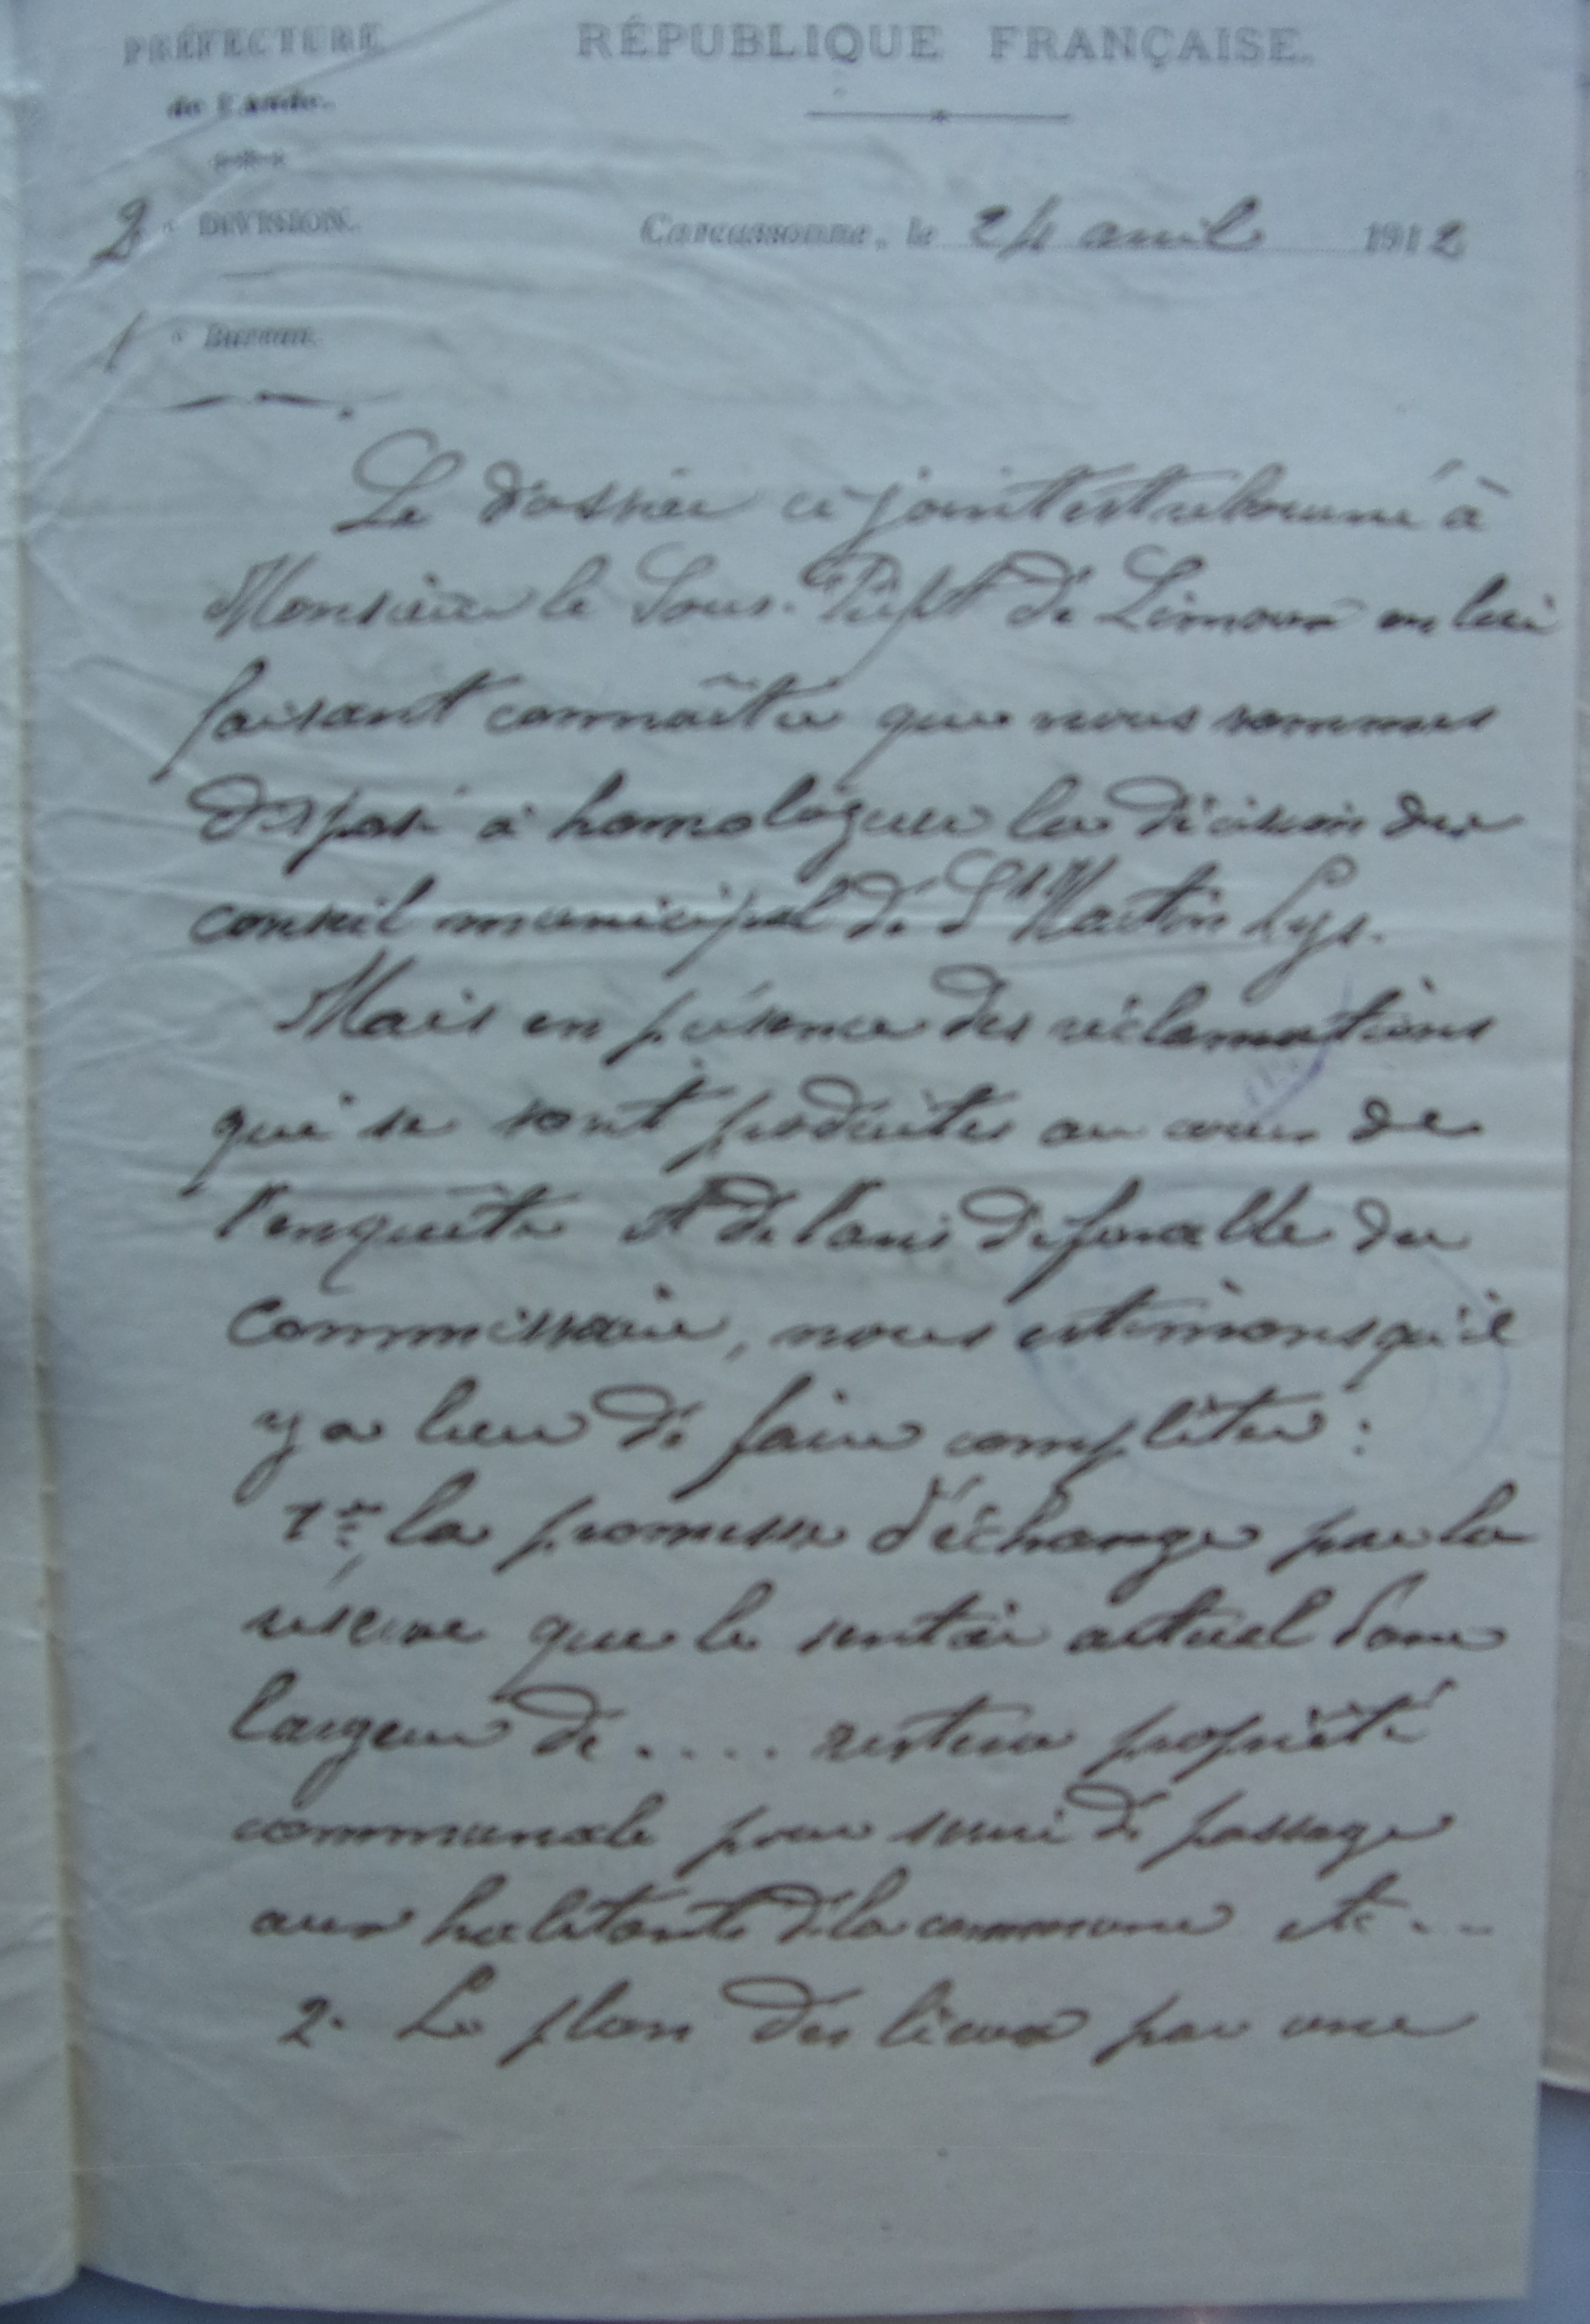 PRÉFECTURE
de l'Aude.
RÉPUBLIQUE FRANÇAISE.
2e DIVISION.
Carcassonne, le 24 avril 1912
1e Bureau.
Le dossier ci joint est retourné à
Monsieur le Sous-Préfet de Limoux en lui
faisant connaître que nous sommes
disposé à homologuer la décision du
conseil municipal de St Martin Lys.
Mais en présence des réclamations
qui se sont produites au cours de
l'enquête et de l'avis défavorable du
Commissaire, nous estimons qu'il
y a lieu de faire compléter :
1er la promesse d'échange par la
réserve que le sentier actuel d'une
largeur de .... restera propriété
communale pour servir de passage
aux habitants de la commune etc...
2. Le plan des lieux par une